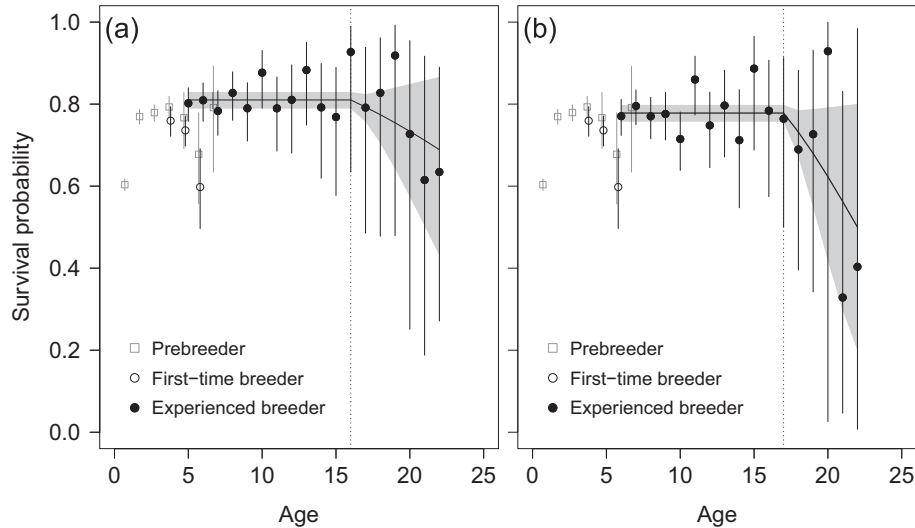 (a)
(b)
Survival probability
1.0
0.8
0.6
0.4
0.2
0.0
Prebreeder
First−time breeder
Experienced breeder
Prebreeder
First−time breeder
Experienced breeder
0 5 10 15 20 25
0 5 10 15 20 25
Age
Age